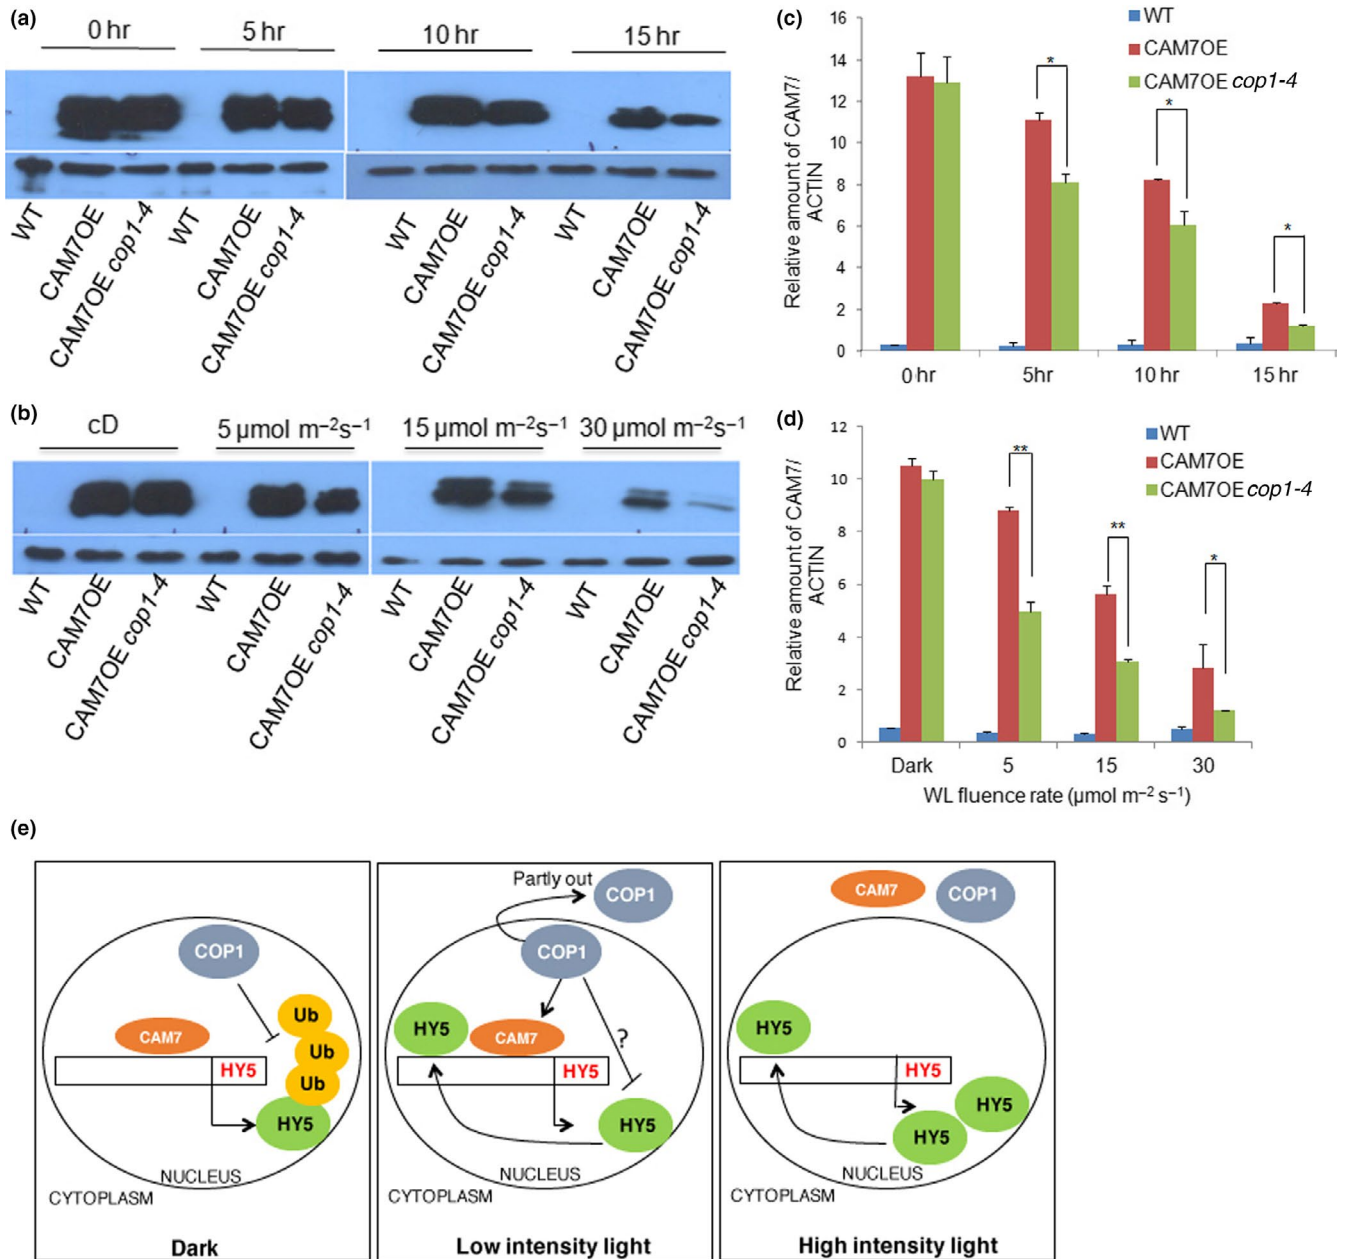 (a)
0 hr 5 hr 10 hr 15 hr
WT CAM7OE CAM7OE cop1-4 WT CAM7OE CAM7OE cop1-4 WT CAM7OE CAM7OE cop1-4 WT CAM7OE CAM7OE cop1-4
(b)
cD 5 µmol m−2s−1 15 µmol m−2s−1 30 µmol m−2s−1
WT CAM7OE CAM7OE cop1-4 WT CAM7OE CAM7OE cop1-4 WT CAM7OE CAM7OE cop1-4 WT CAM7OE CAM7OE cop1-4
(c)
WT
CAM7OE
CAM7OE cop1-4
Relative amount of CAM7/
ACTIN
16
14
12
10
8
6
4
2
0
* * *
0 hr 5hr 10 hr 15 hr
(d)
WT
CAM7OE
CAM7OE cop1-4
Relative amount of CAM7/
ACTIN
12
10
8
6
4
2
0
** ** *
Dark 5 15 30
WL fluence rate (µmol m−2 s−1)
(e)
COP1
Ub
CAM7
Ub
HY5
Ub
HY5
NUCLEUS
CYTOPLASM
Dark
Partly out
COP1
COP1
HY5
CAM7
?
HY5
HY5
NUCLEUS
CYTOPLASM
Low intensity light
CAM7
COP1
HY5
HY5
HY5
HY5
NUCLEUS
CYTOPLASM
High intensity light